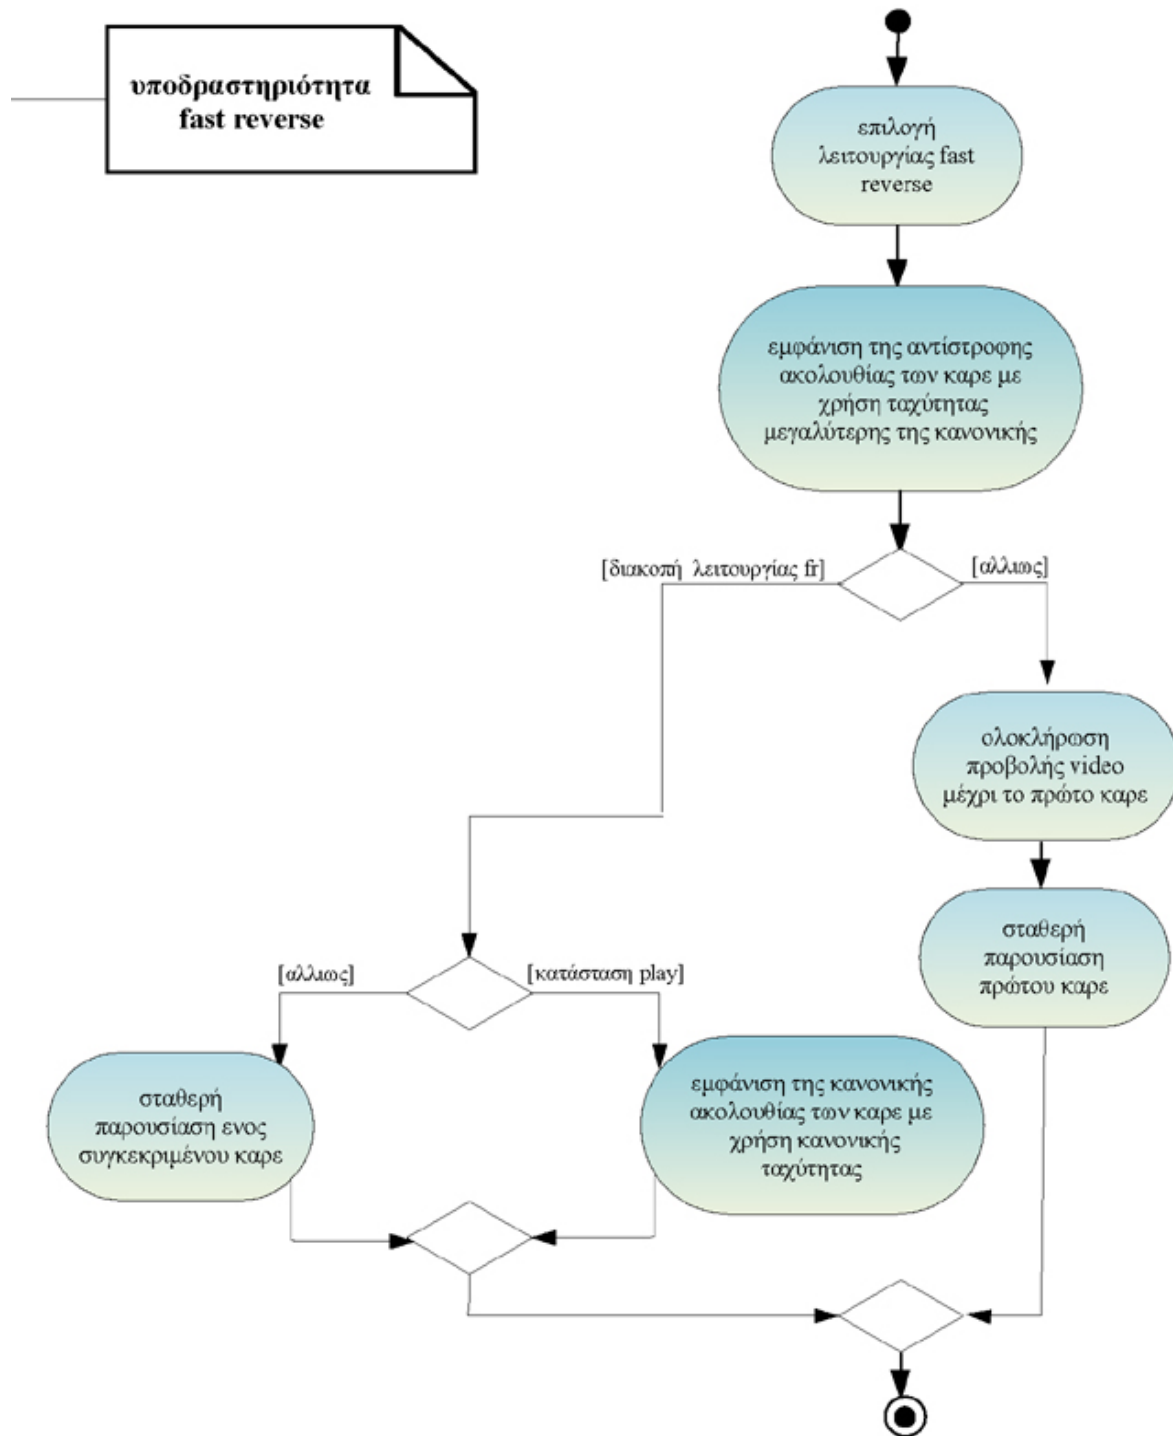 υποδραστηριότητα
fast reverse
επιλογή
λειτουργίας fast
reverse
εμφάνιση της αντίστροφης
ακολουθίας των καρε με
χρήση ταχύτητας
μεγαλύτερης της κανονικής
[διακοπή λειτουργίας fr]
[αλλιως]
ολοκλήρωση
προβολής video
μέχρι το πρώτο καρε
σταθερή
παρουσίαση
πρώτου καρε
[αλλιως]
[κατάσταση play]
σταθερή
παρουσίαση ενος
συγκεκριμένου καρε
εμφάνιση της κανονικής
ακολουθίας των καρε με
χρήση κανονικής
ταχύτητας